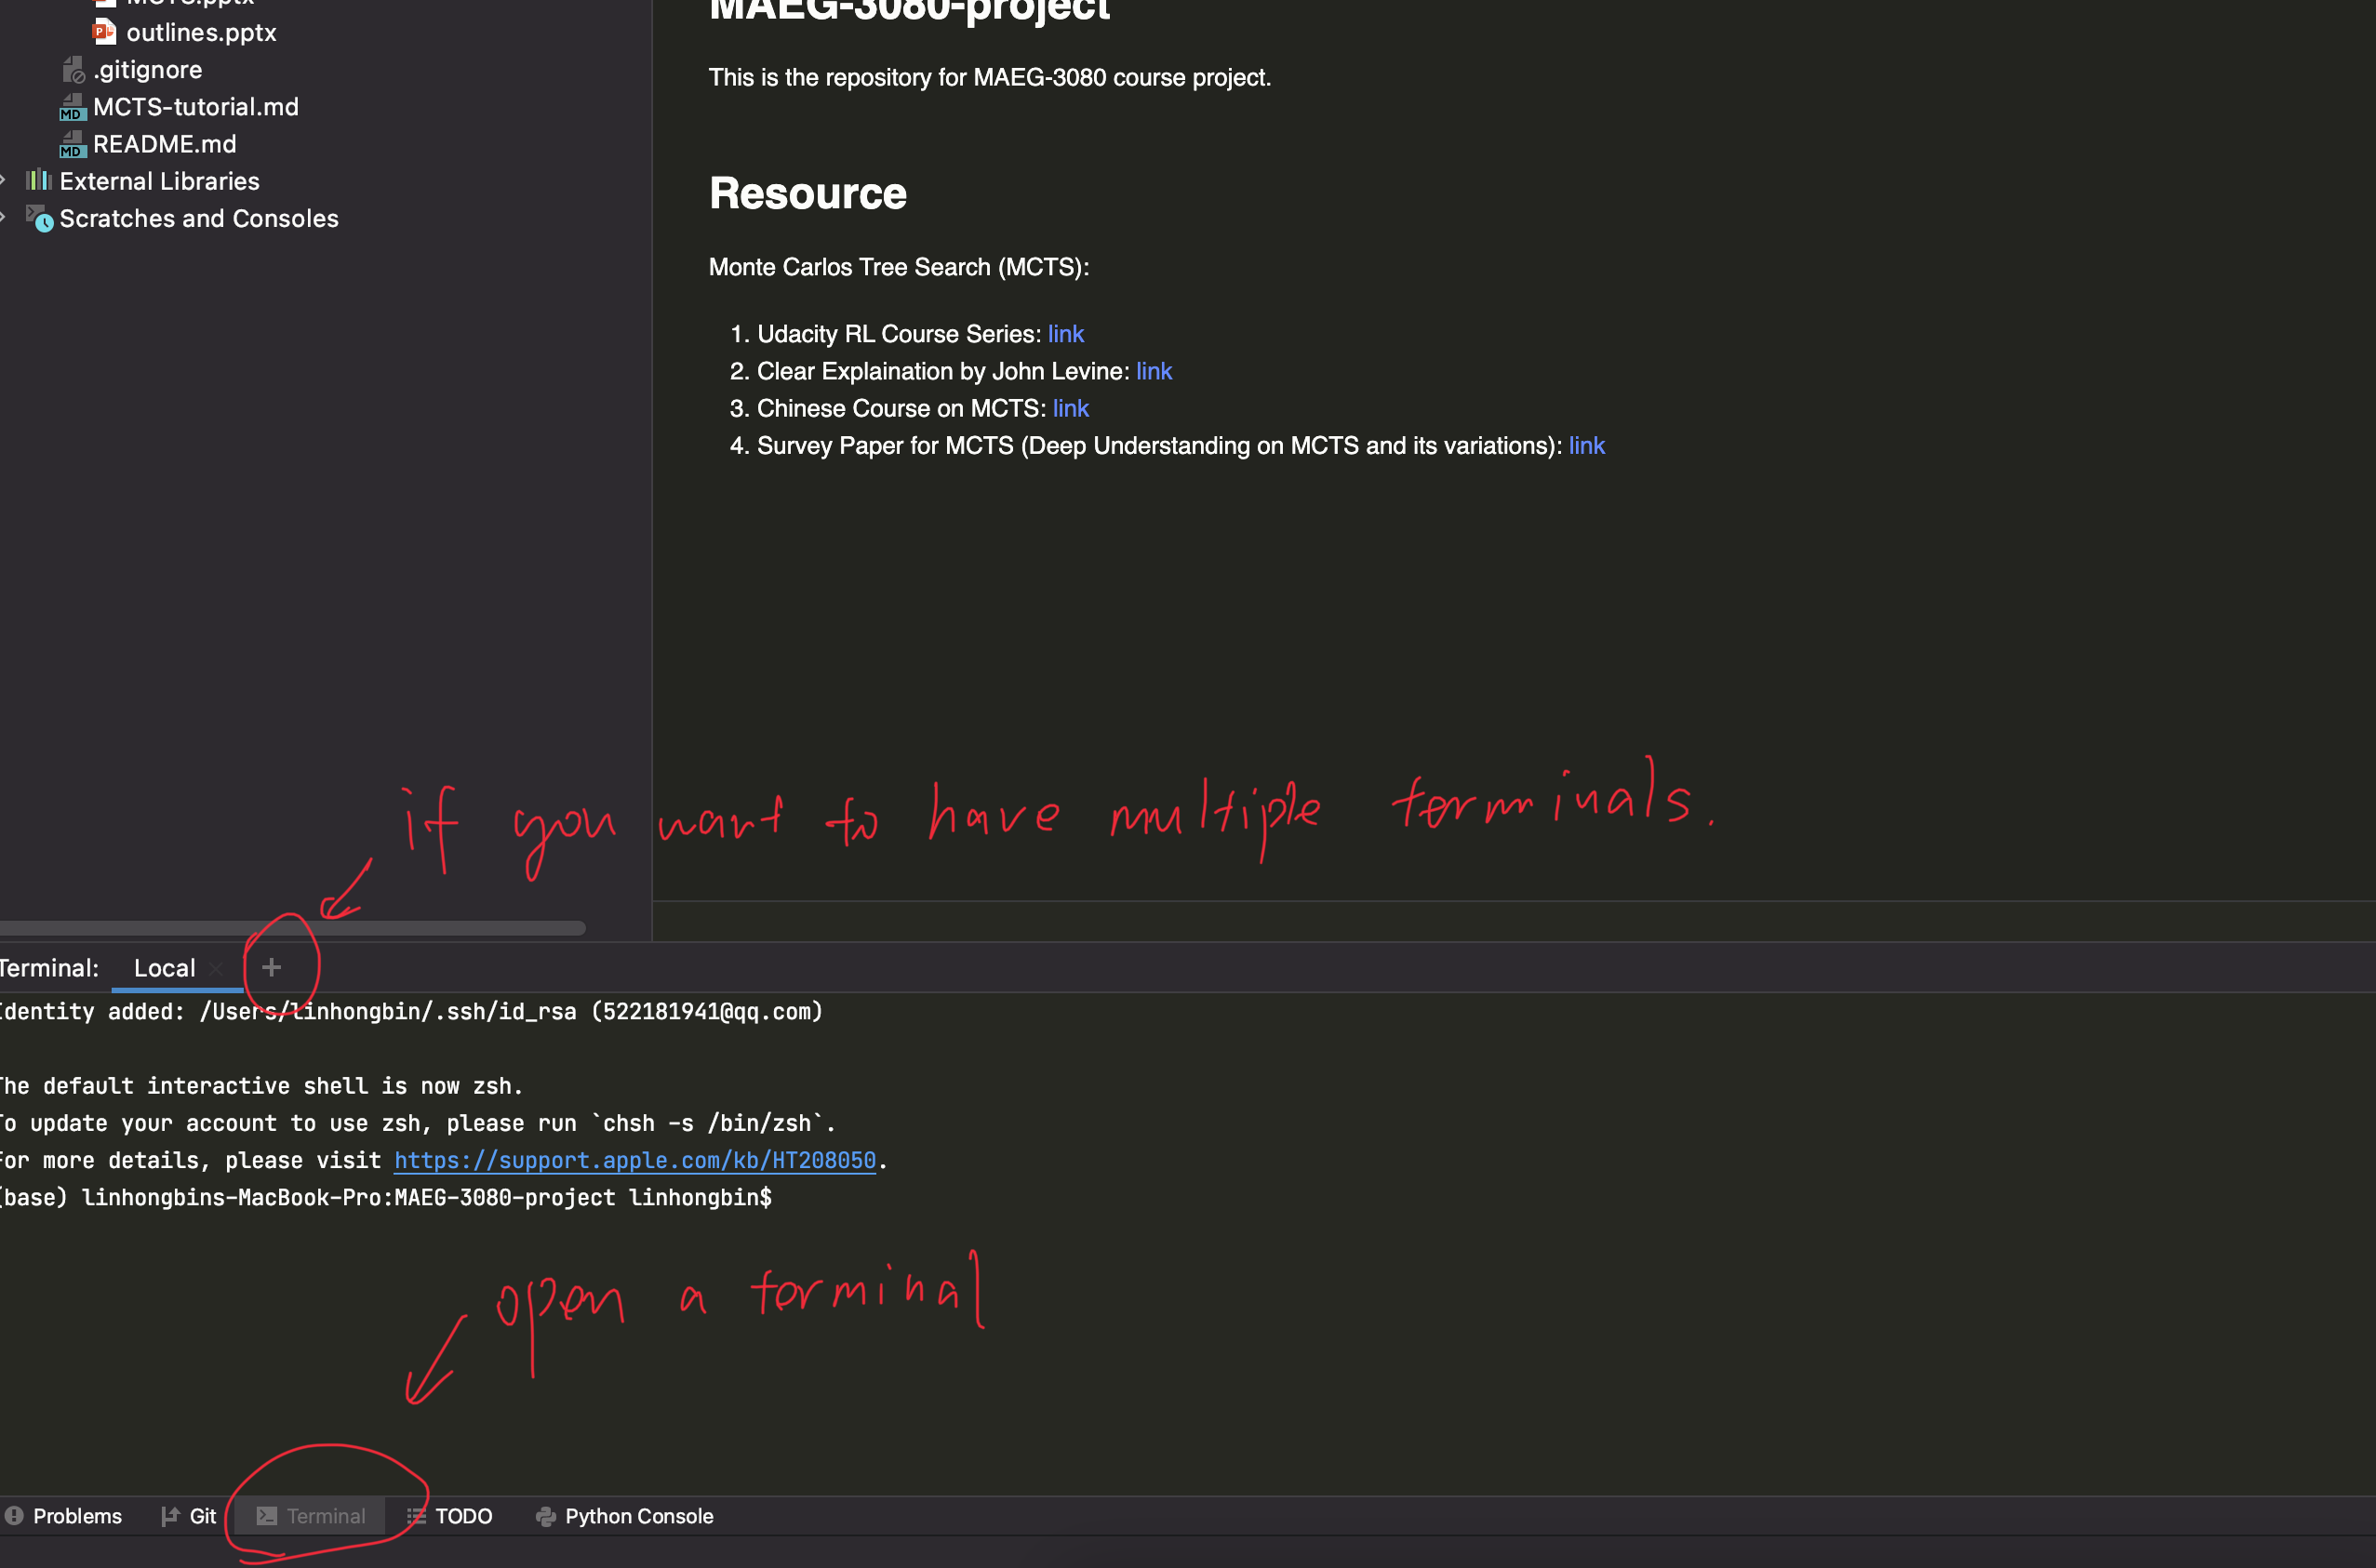 MCTS.pptx
outlines.pptx
.gitignore
MCTS-tutorial.md
README.md
External Libraries
Scratches and Consoles
MAEG-3080-project
This is the repository for MAEG-3080 course project.
Resource
Monte Carlos Tree Search (MCTS):
1. Udacity RL Course Series: link
2. Clear Explaination by John Levine: link
3. Chinese Course on MCTS: link
4. Survey Paper for MCTS (Deep Understanding on MCTS and its variations): link
if you want to have multiple terminals.
Terminal: Local × +
Identity added: /Users/linhongbin/.ssh/id_rsa (522181941@qq.com)
The default interactive shell is now zsh.
To update your account to use zsh, please run `chsh -s /bin/zsh`.
For more details, please visit https://support.apple.com/kb/HT208050.
(base) linhongbins-MacBook-Pro:MAEG-3080-project linhongbin$
open a terminal
Problems Git Terminal TODO Python Console